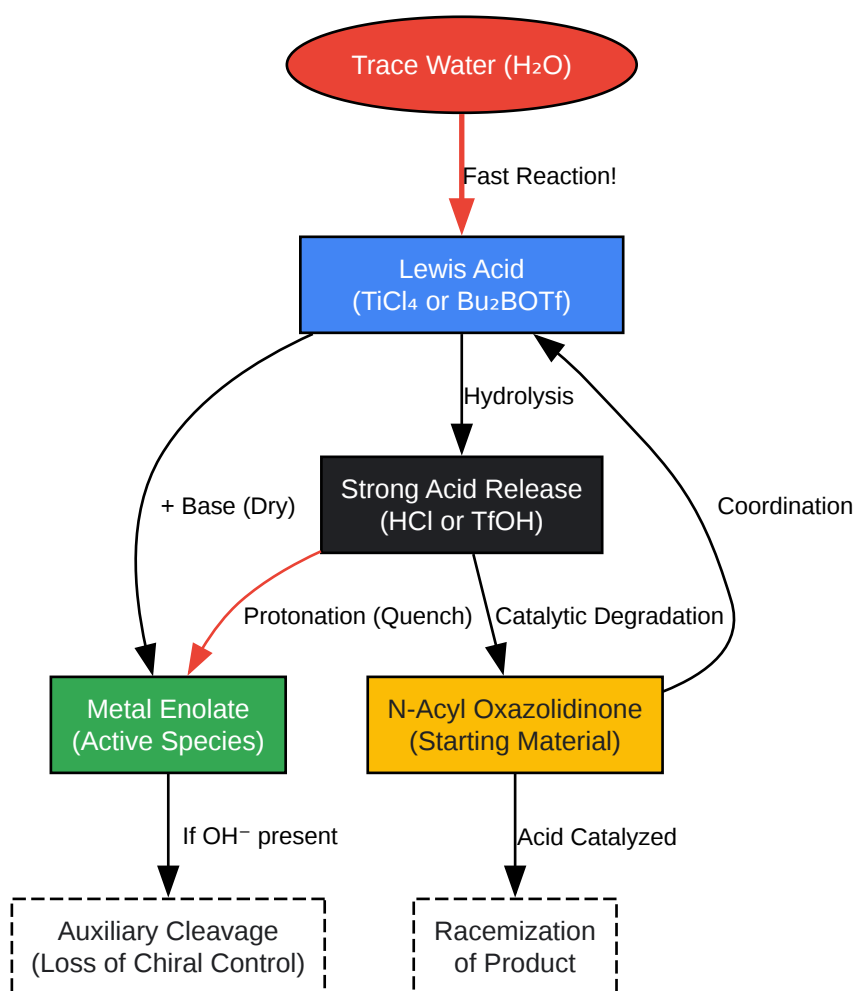 Trace Water (H₂O)
Fast Reaction!
Lewis Acid
(TiCl₄ or Bu₂BOTf)
Hydrolysis
Strong Acid Release
(HCl or TfOH)
+ Base (Dry)
Coordination
Protonation (Quench)
Catalytic Degradation
Metal Enolate
(Active Species)
N-Acyl Oxazolidinone
(Starting Material)
If OH⁻ present
Acid Catalyzed
Auxiliary Cleavage
(Loss of Chiral Control)
Racemization
of Product